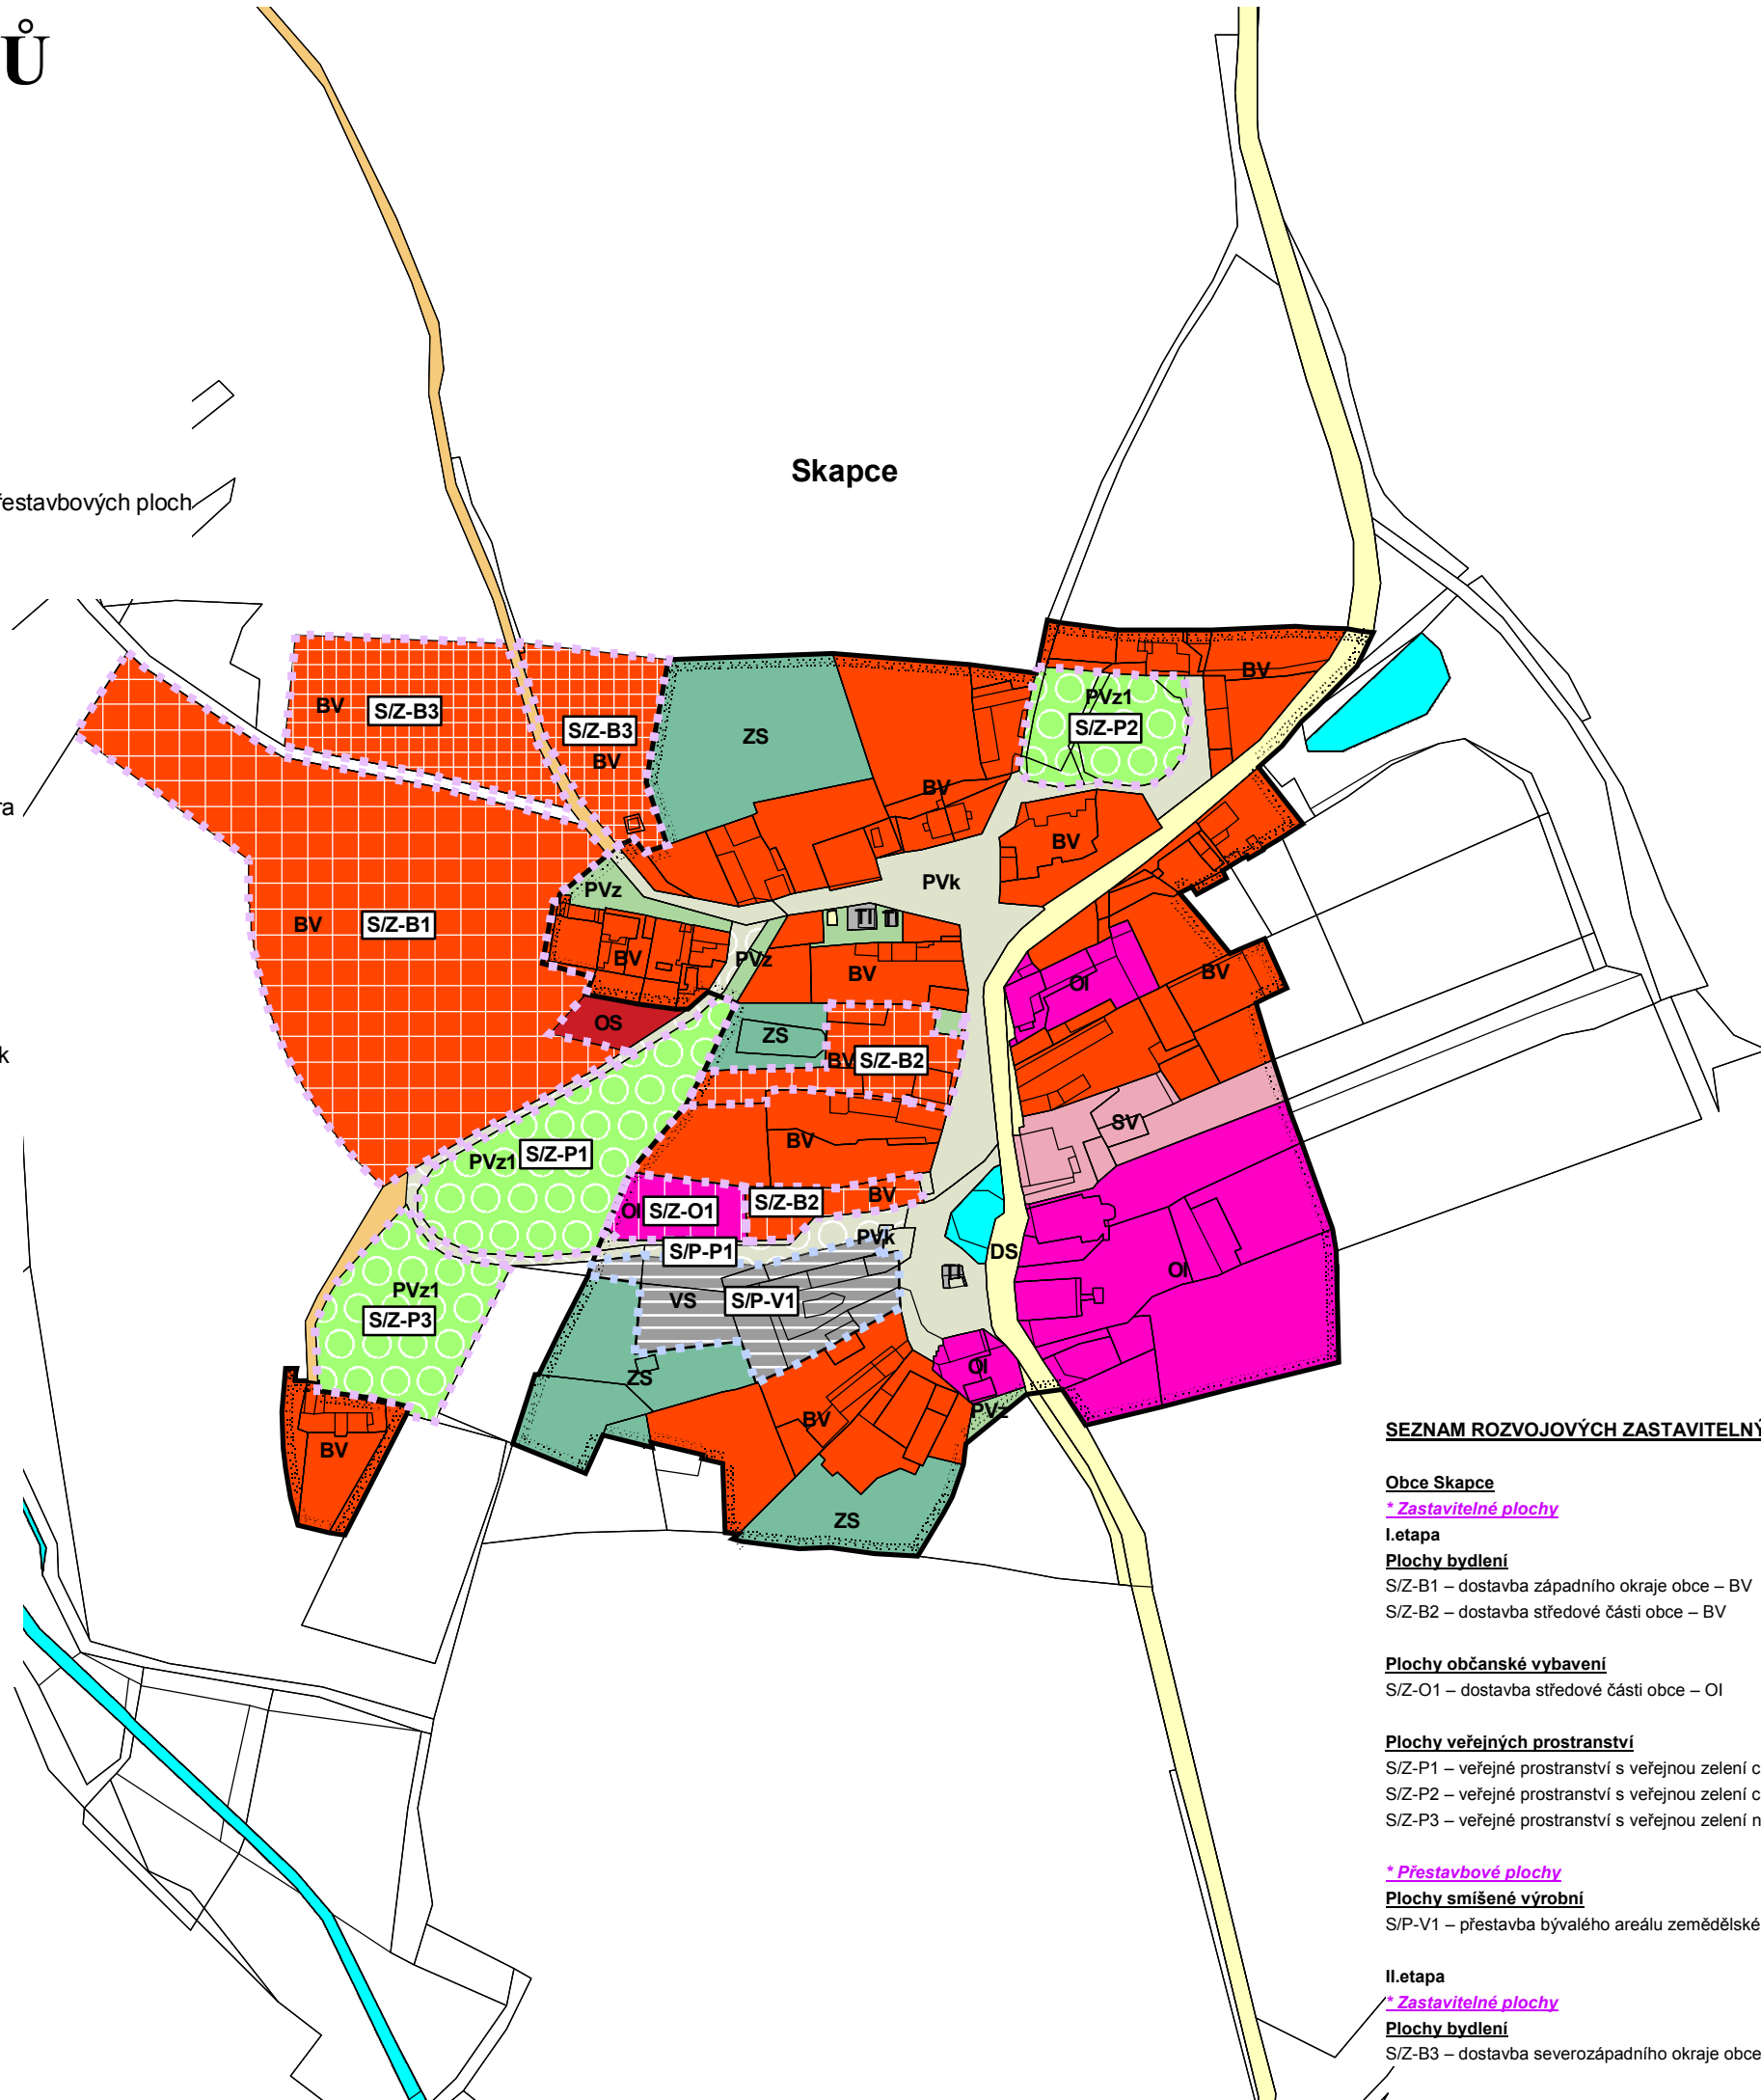 Ů
Skapce
řestavbových ploch
BV
S/Z-B3
S/Z-B3
BV
ZS
PVz1
S/Z-P2
BV
BV
ra
BV
PVk
PVz
TI
TI
BV
S/Z-B1
BV
PVz
BV
OI
BV
OS
ZS
BV
S/Z-B2
k
SV
BV
PVz1
S/Z-P1
S/Z-B2
BV
OI
S/Z-O1
PVk
S/P-P1
DS
OI
PVz1
S/Z-P3
VS
S/P-V1
OI
ZS
PVz
BV
BV
ZS
SEZNAM ROZVOJOVÝCH ZASTAVITELNÝ
Obce Skapce
* Zastavitelné plochy
I.etapa
Plochy bydlení
S/Z-B1 – dostavba západního okraje obce – BV
S/Z-B2 – dostavba středové části obce – BV
Plochy občanské vybavení
S/Z-O1 – dostavba středové části obce – OI
Plochy veřejných prostranství
S/Z-P1 – veřejné prostranství s veřejnou zelení c
S/Z-P2 – veřejné prostranství s veřejnou zelení c
S/Z-P3 – veřejné prostranství s veřejnou zelení n
* Přestavbové plochy
Plochy smíšené výrobní
S/P-V1 – přestavba bývalého areálu zemědělské
II.etapa
* Zastavitelné plochy
Plochy bydlení
S/Z-B3 – dostavba severozápadního okraje obce